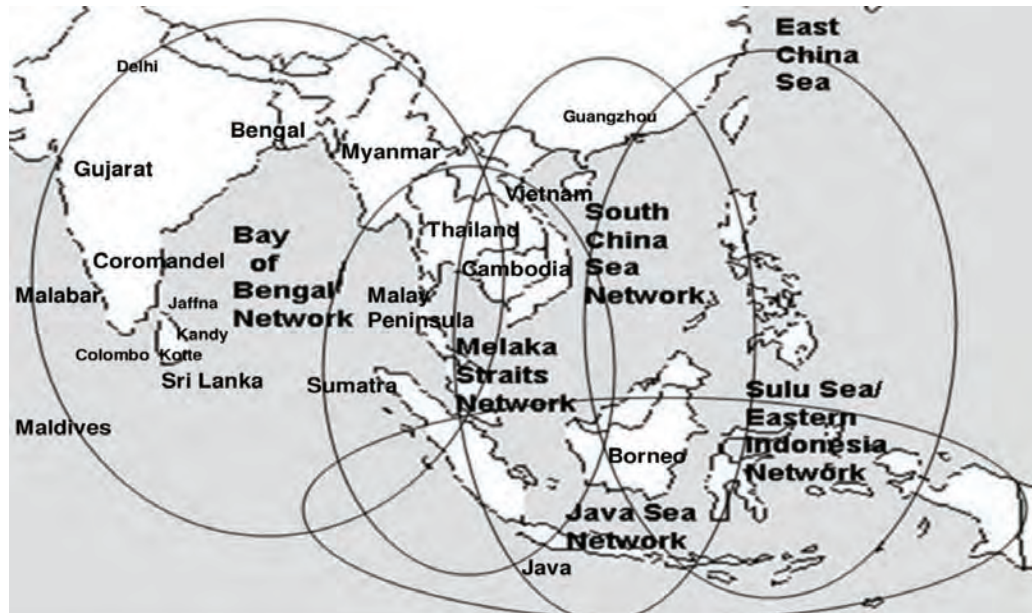 East
China
Sea
Delhi
Guangzhou
Bengal
Myanmar
Gujarat
Vietnam
South
China
Sea
Network
Thailand
Bay
of
Bengal
Network
Coromandel
Cambodia
Malabar
Jaffna
Malay
Peninsula
Kandy
Colombo
Kotte
Sri Lanka
Melaka
Straits
Network
Sumatra
Sulu Sea/
Eastern
Indonesia
Network
Maldives
Borneo
Java Sea
Network
Java